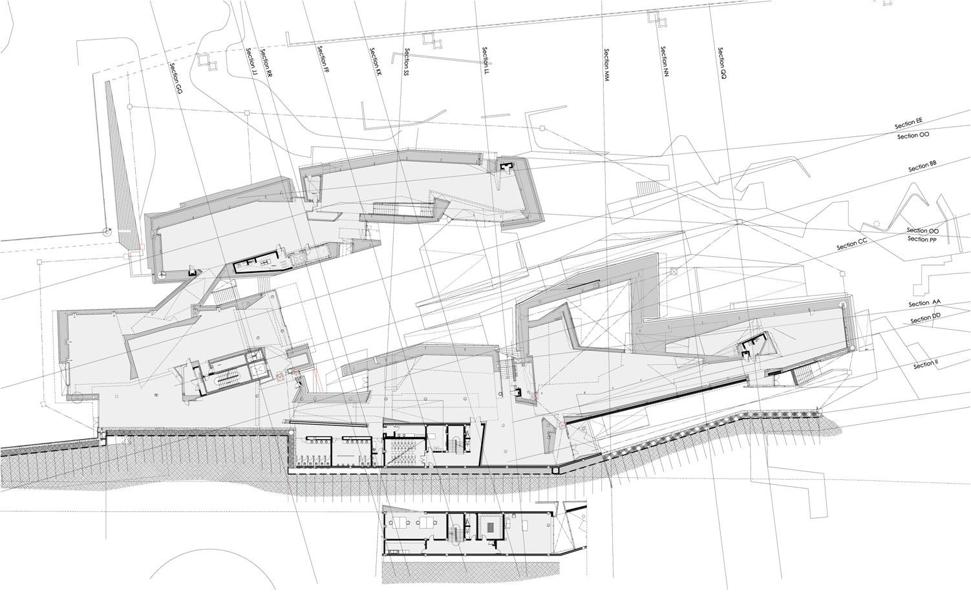 Section GG
Section JJ
Section RR
Section FF
Section KK
Section SS
Section LL
Section MM
Section NN
Section QQ
Section EE
Section OO
Section BB
Section OO
Section PP
Section CC
Section AA
Section DD
Section II